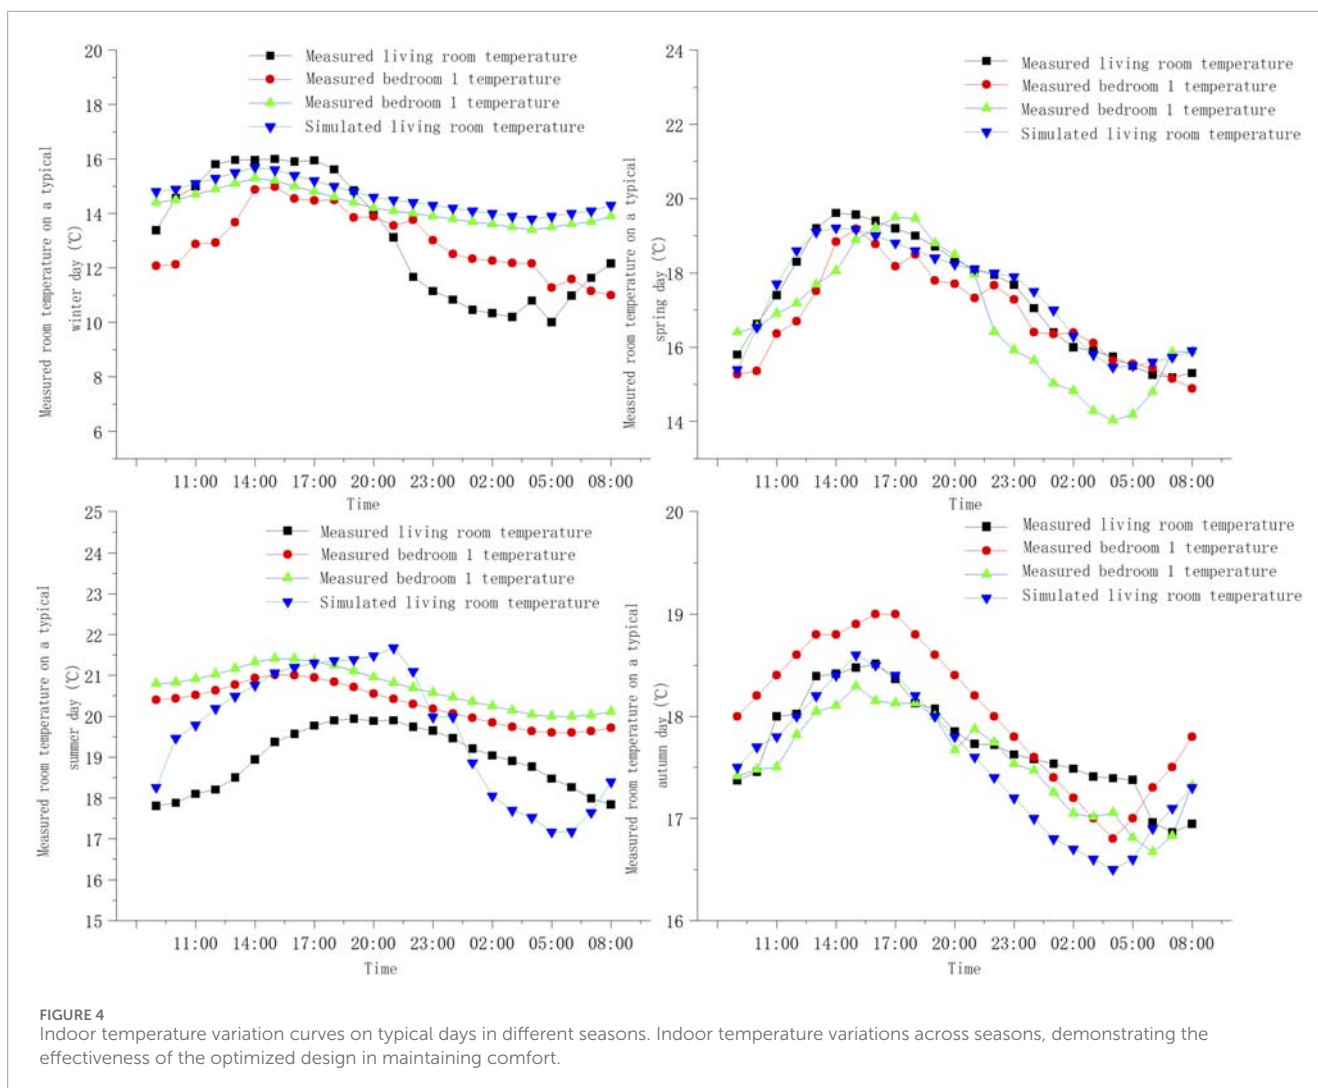 20
18
16
14
12
10
8
6
Measured room temperature on a typical
winter day (℃)
Measured living room temperature
Measured bedroom 1 temperature
Measured bedroom 1 temperature
Simulated living room temperature
11:00 14:00 17:00 20:00 23:00 02:00 05:00 08:00
Time
24
22
20
18
16
14
Measured room temperature on a typical
spring day (℃)
Measured living room temperature
Measured bedroom 1 temperature
Measured bedroom 1 temperature
Simulated living room temperature
11:00 14:00 17:00 20:00 23:00 02:00 05:00 08:00
Time
25
24
23
22
21
20
19
18
17
16
15
Measured room temperature on a typical
summer day (℃)
Measured living room temperature
Measured bedroom 1 temperature
Measured bedroom 1 temperature
Simulated living room temperature
11:00 14:00 17:00 20:00 23:00 02:00 05:00 08:00
Time
20
19
18
17
16
Measured room temperature on a typical
autumn day (℃)
Measured living room temperature
Measured bedroom 1 temperature
Measured bedroom 1 temperature
Simulated living room temperature
11:00 14:00 17:00 20:00 23:00 02:00 05:00 08:00
Time
FIGURE 4
Indoor temperature variation curves on typical days in different seasons. Indoor temperature variations across seasons, demonstrating the
effectiveness of the optimized design in maintaining comfort.